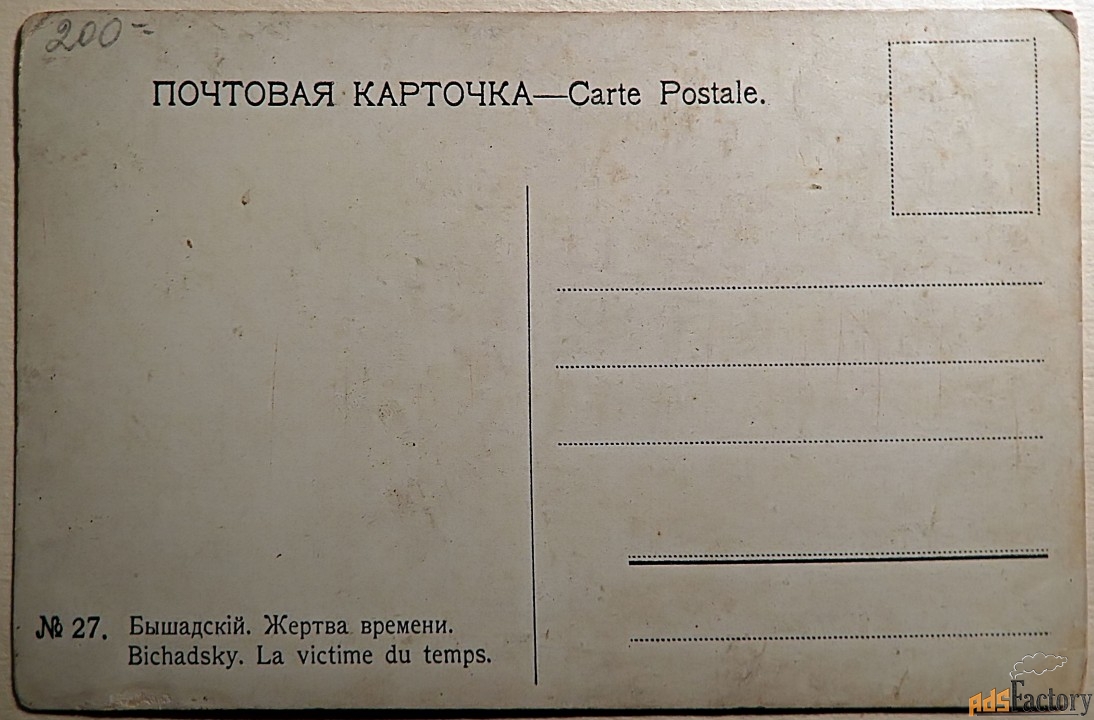 200-
ПОЧТОВАЯ КАРТОЧКА—Carte Postale.
№ 27. Бышадскій. Жертва времени.
Bichadsky. La victime du temps.
AdsFactory